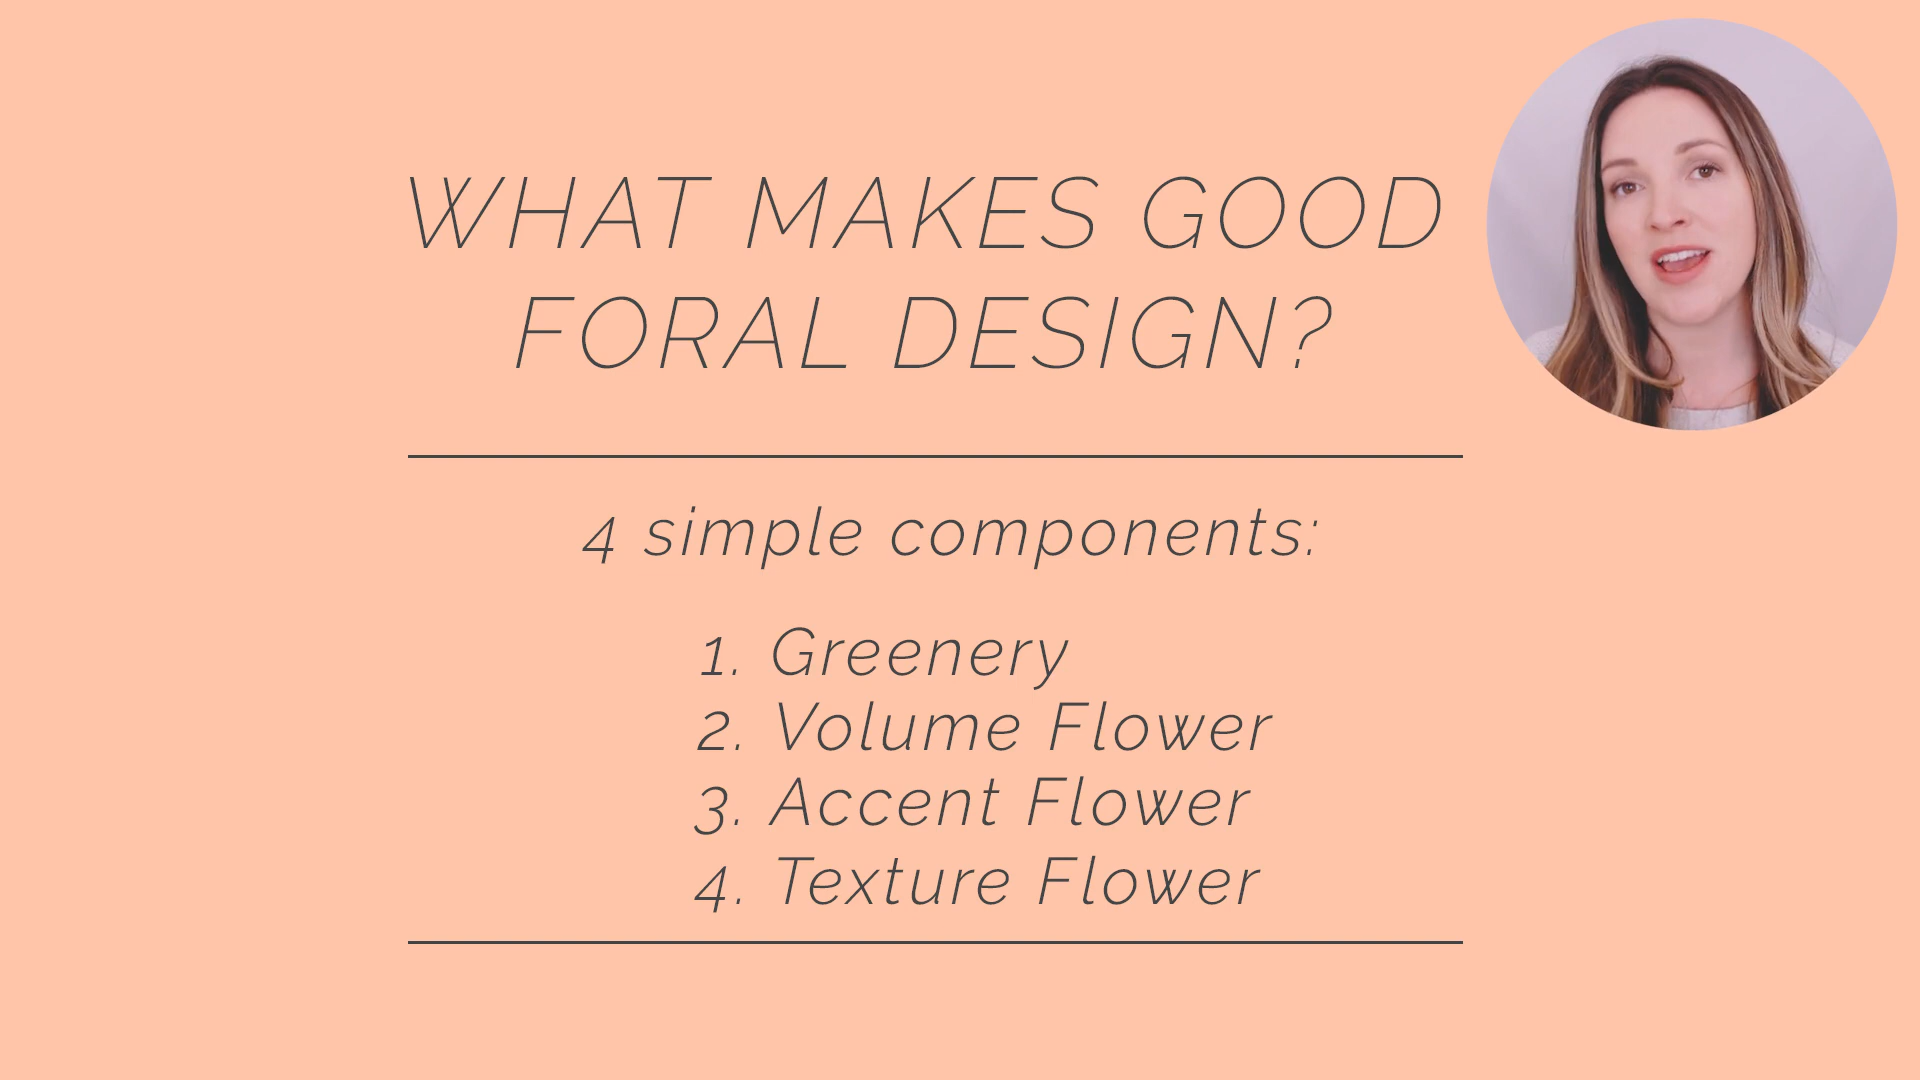 WHAT MAKES GOOD
FORAL DESIGN?
4 simple components:
1. Greenery
2. Volume Flower
3. Accent Flower
4. Texture Flower